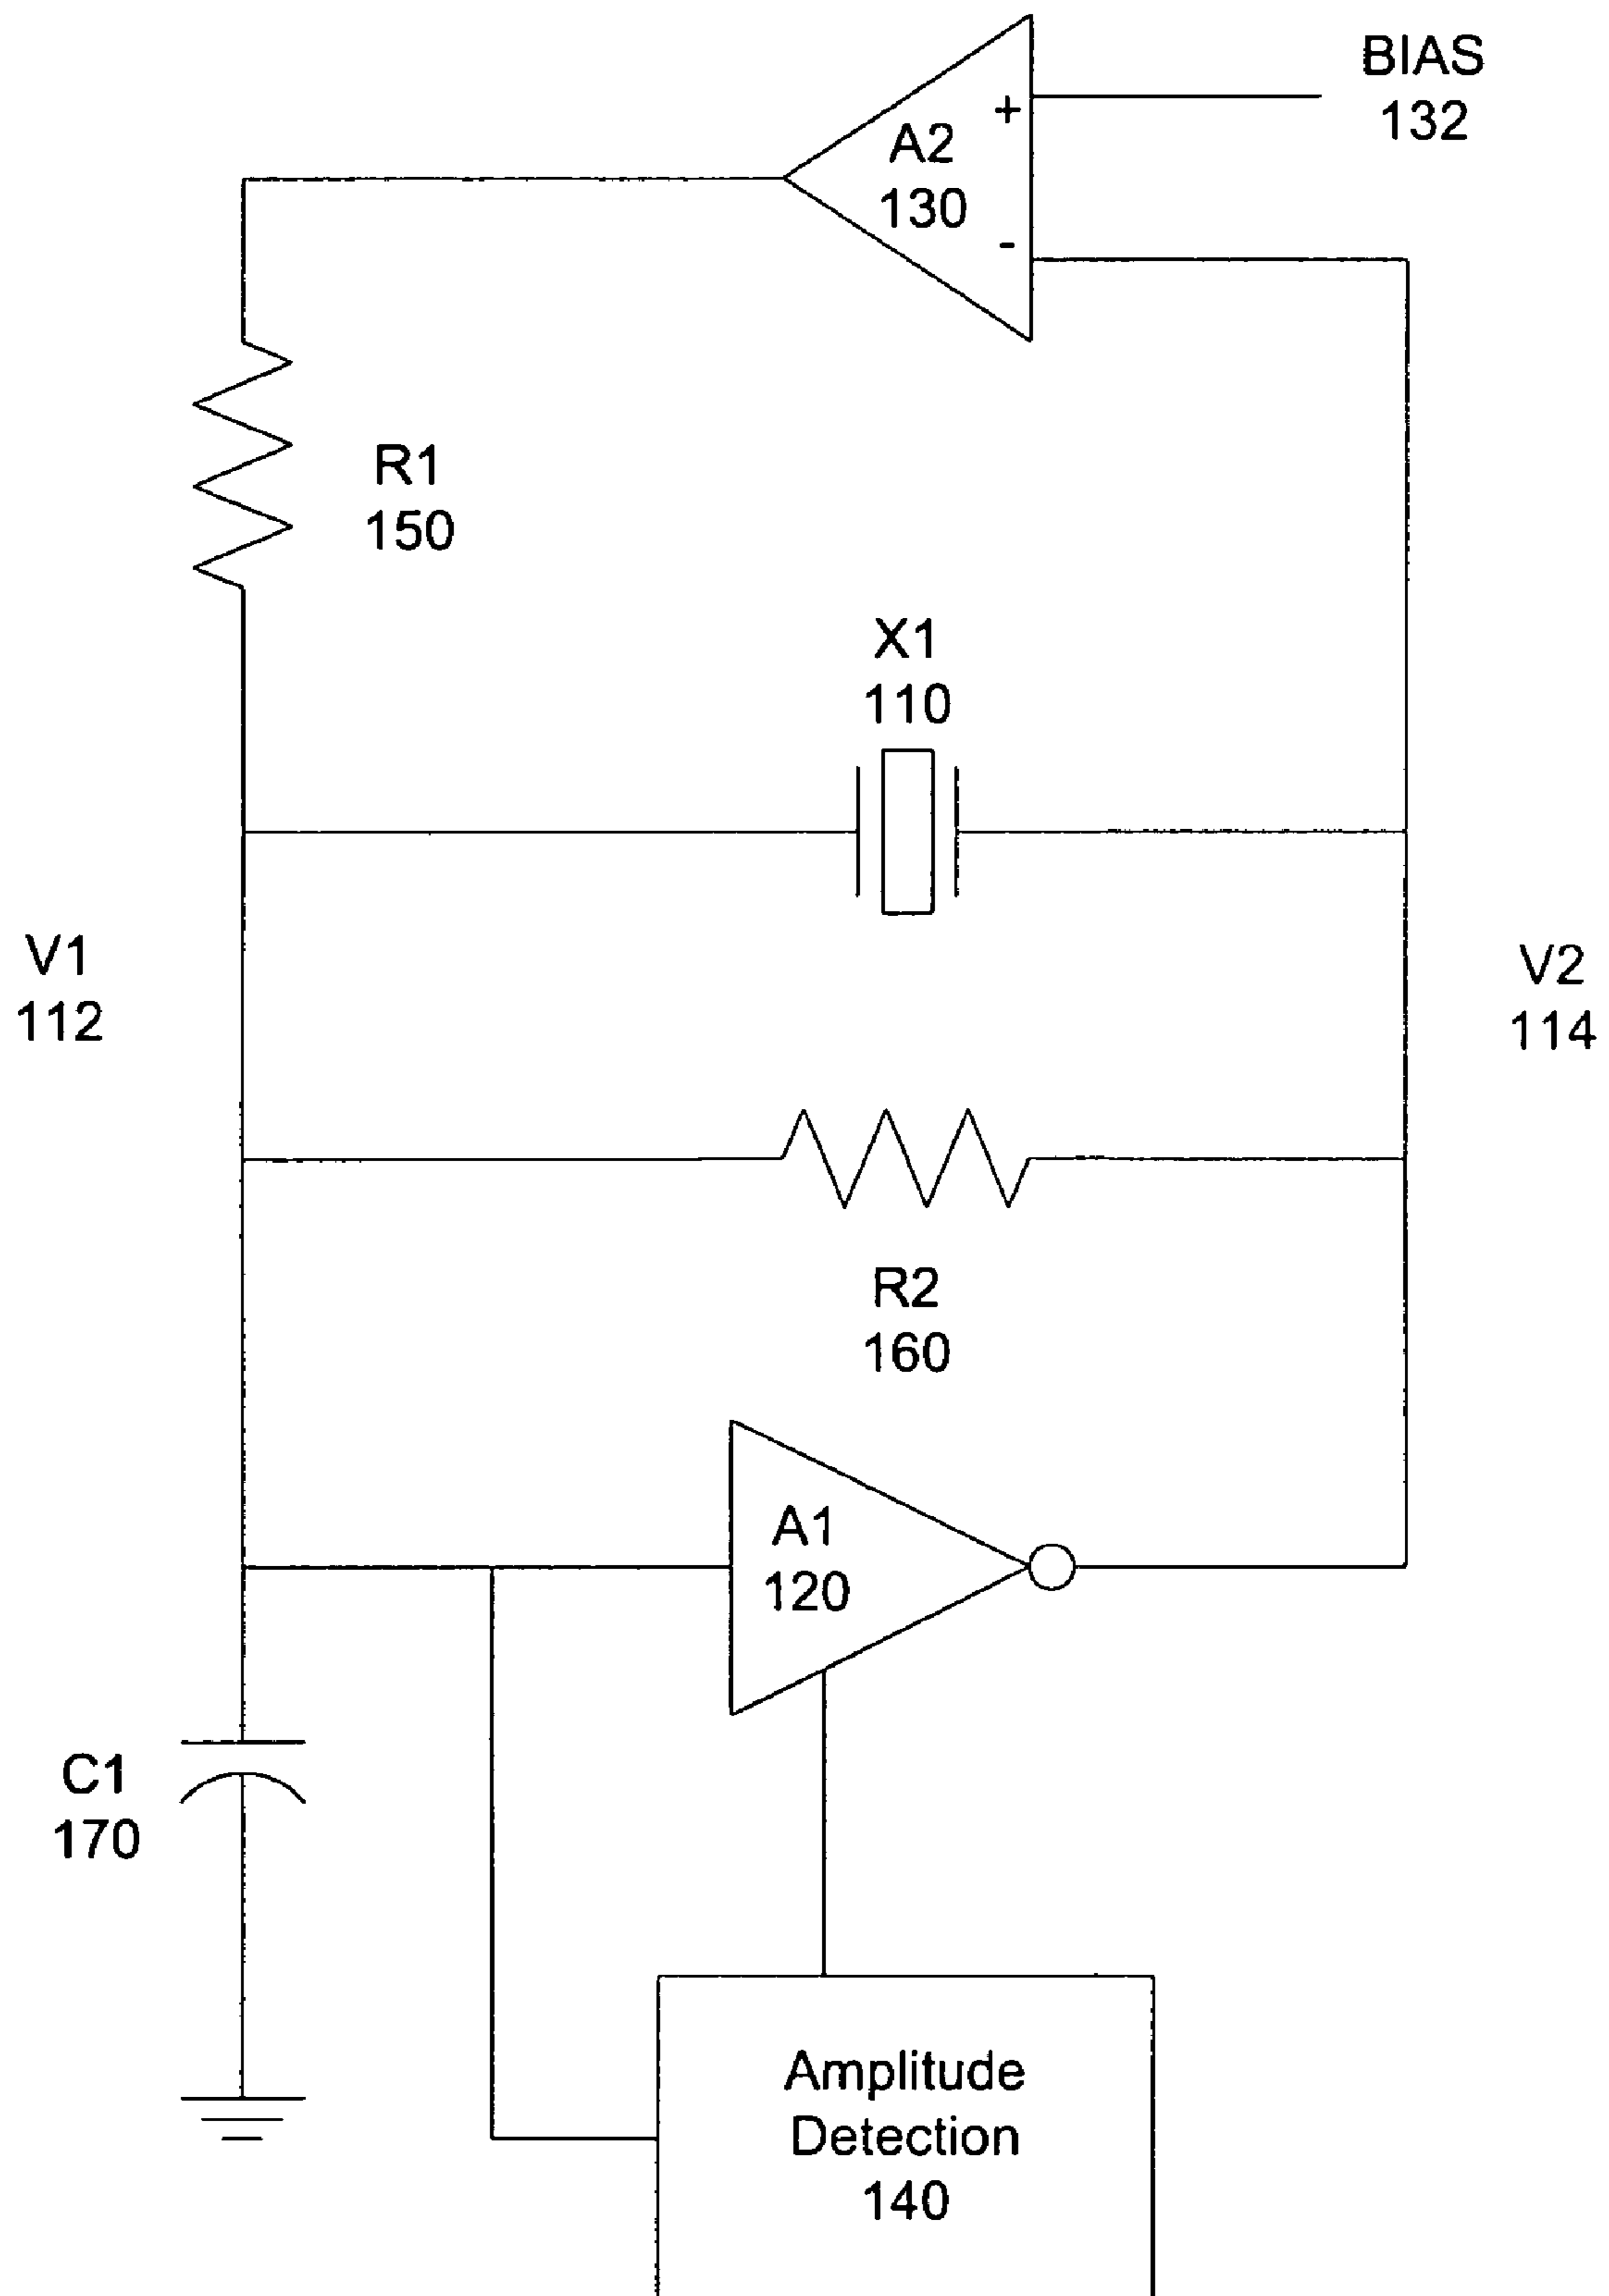 BIAS
132
+
A2
130
-
R1
150
X1
110
V1
112
V2
114
R2
160
A1
120
C1
170
Amplitude
Detection
140